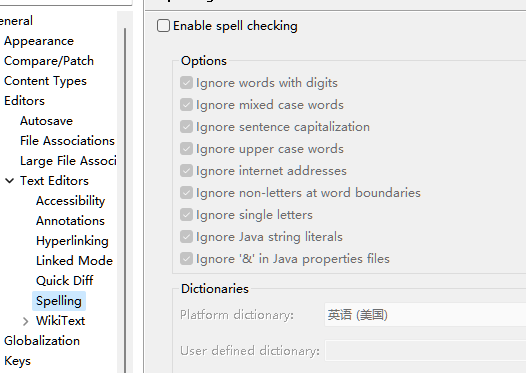 eneral
Appearance
Compare/Patch
Content Types
Editors
Autosave
File Associations
Large File Associ
Text Editors
Accessibility
Annotations
Hyperlinking
Linked Mode
Quick Diff
Spelling
WikiText
Globalization
Keys
Enable spell checking
Options
Ignore words with digits
Ignore mixed case words
Ignore sentence capitalization
Ignore upper case words
Ignore internet addresses
Ignore non-letters at word boundaries
Ignore single letters
Ignore Java string literals
Ignore '&' in Java properties files
Dictionaries
Platform dictionary: 英语 (美国)
User defined dictionary: